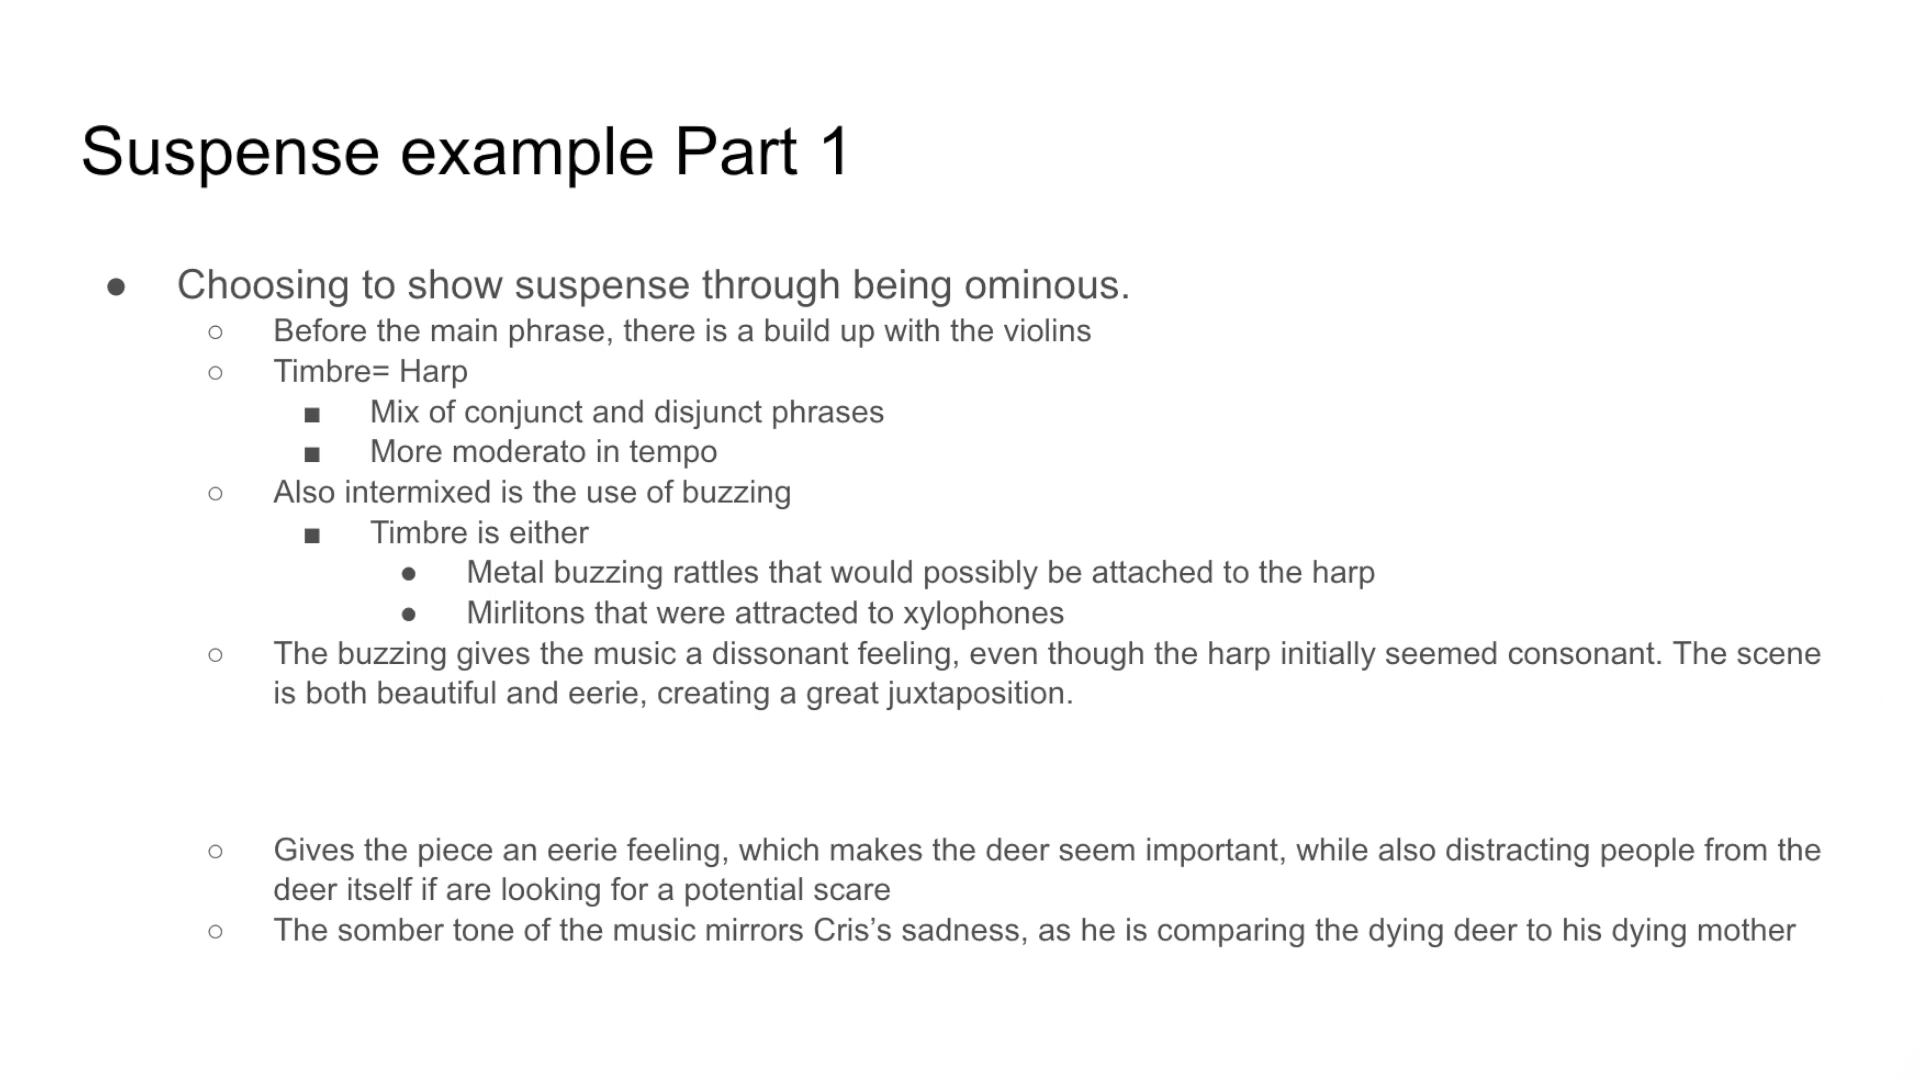 Suspense example Part 1
● Choosing to show suspense through being ominous.
○ Before the main phrase, there is a build up with the violins
○ Timbre= Harp
■ Mix of conjunct and disjunct phrases
■ More moderato in tempo
○ Also intermixed is the use of buzzing
■ Timbre is either
● Metal buzzing rattles that would possibly be attached to the harp
● Mirlitons that were attracted to xylophones
○ The buzzing gives the music a dissonant feeling, even though the harp initially seemed consonant. The scene
is both beautiful and eerie, creating a great juxtaposition.
○ Gives the piece an eerie feeling, which makes the deer seem important, while also distracting people from the
deer itself if are looking for a potential scare
○ The somber tone of the music mirrors Cris’s sadness, as he is comparing the dying deer to his dying mother